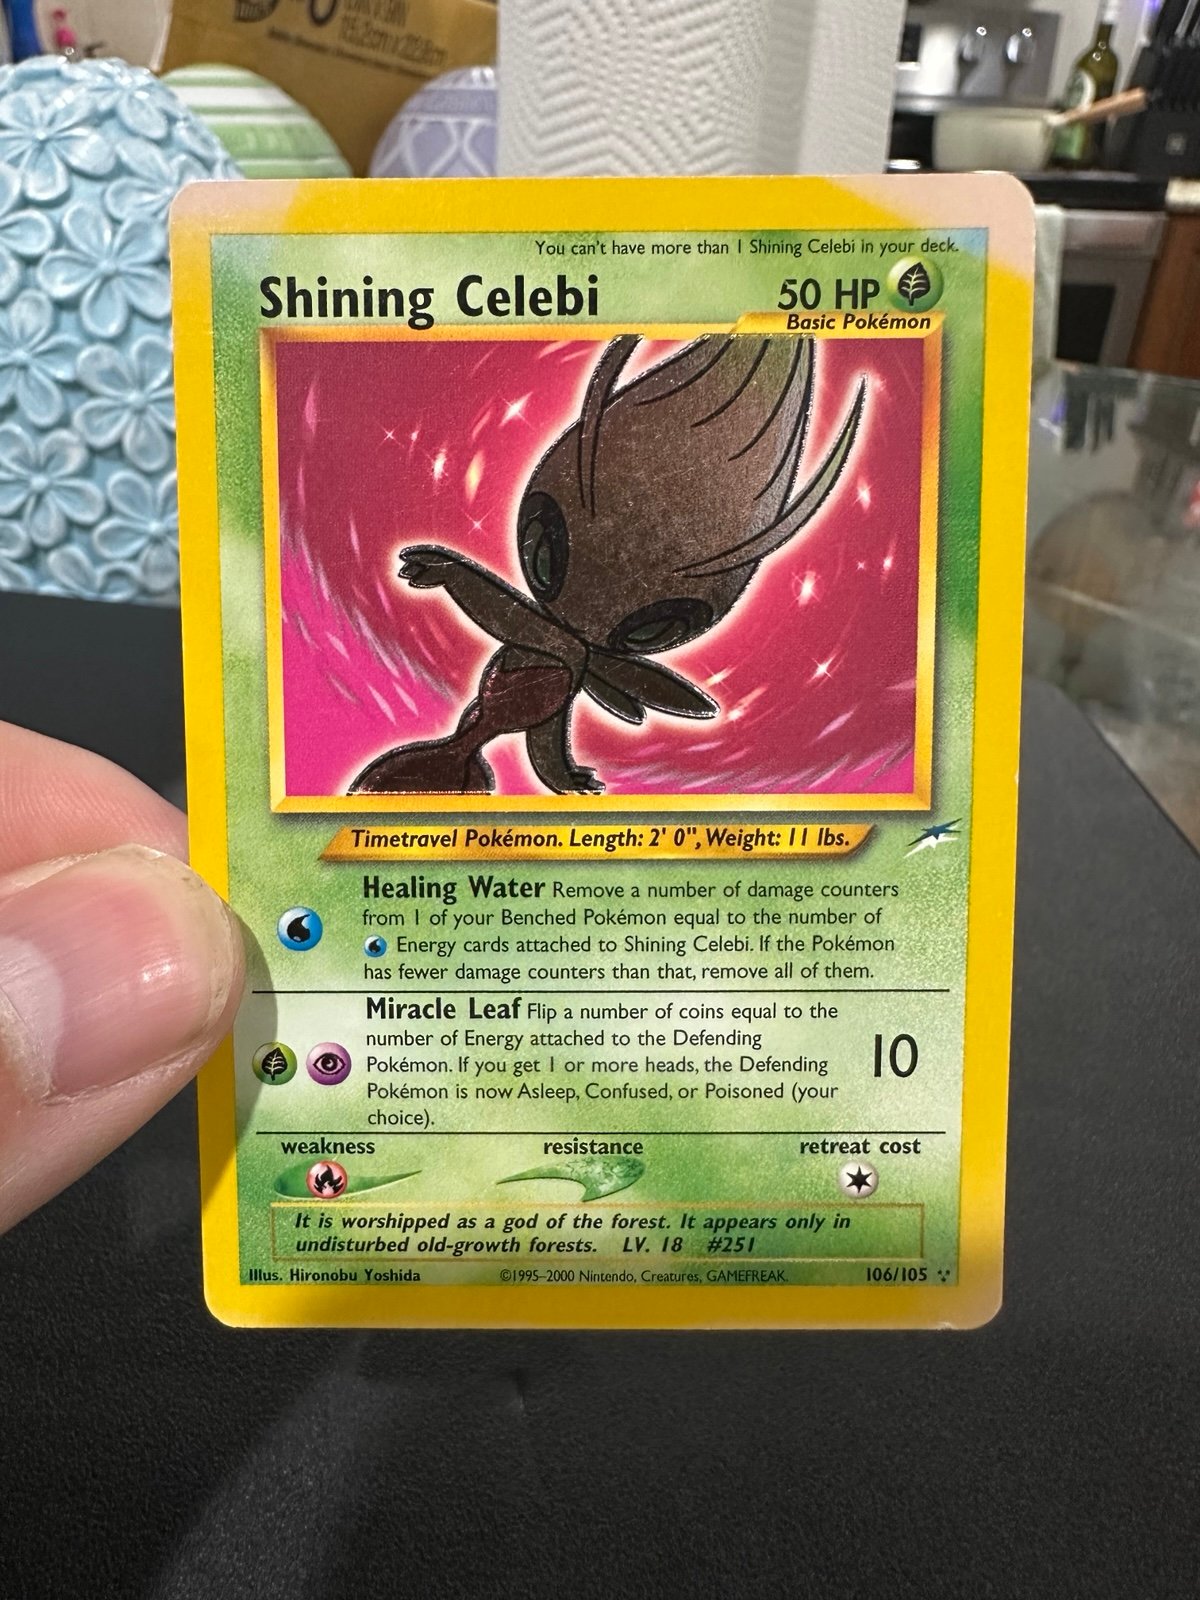 You can't have more than 1 Shining Celebi in your deck.
Shining Celebi
50 HP
Basic Pokémon
Timetravel Pokémon. Length: 2' 0", Weight: 11 lbs.
Healing Water Remove a number of damage counters
from 1 of your Benched Pokémon equal to the number of
Energy cards attached to Shining Celebi. If the Pokémon
has fewer damage counters than that, remove all of them.
Miracle Leaf Flip a number of coins equal to the
number of Energy attached to the Defending
Pokémon. If you get 1 or more heads, the Defending
Pokémon is now Asleep, Confused, or Poisoned (your
choice).
10
weakness
resistance
retreat cost
It is worshipped as a god of the forest. It appears only in
undisturbed old-growth forests. LV. 18 #251
Illus. Hironobu Yoshida
©1995–2000 Nintendo, Creatures, GAMEFREAK.
106/105